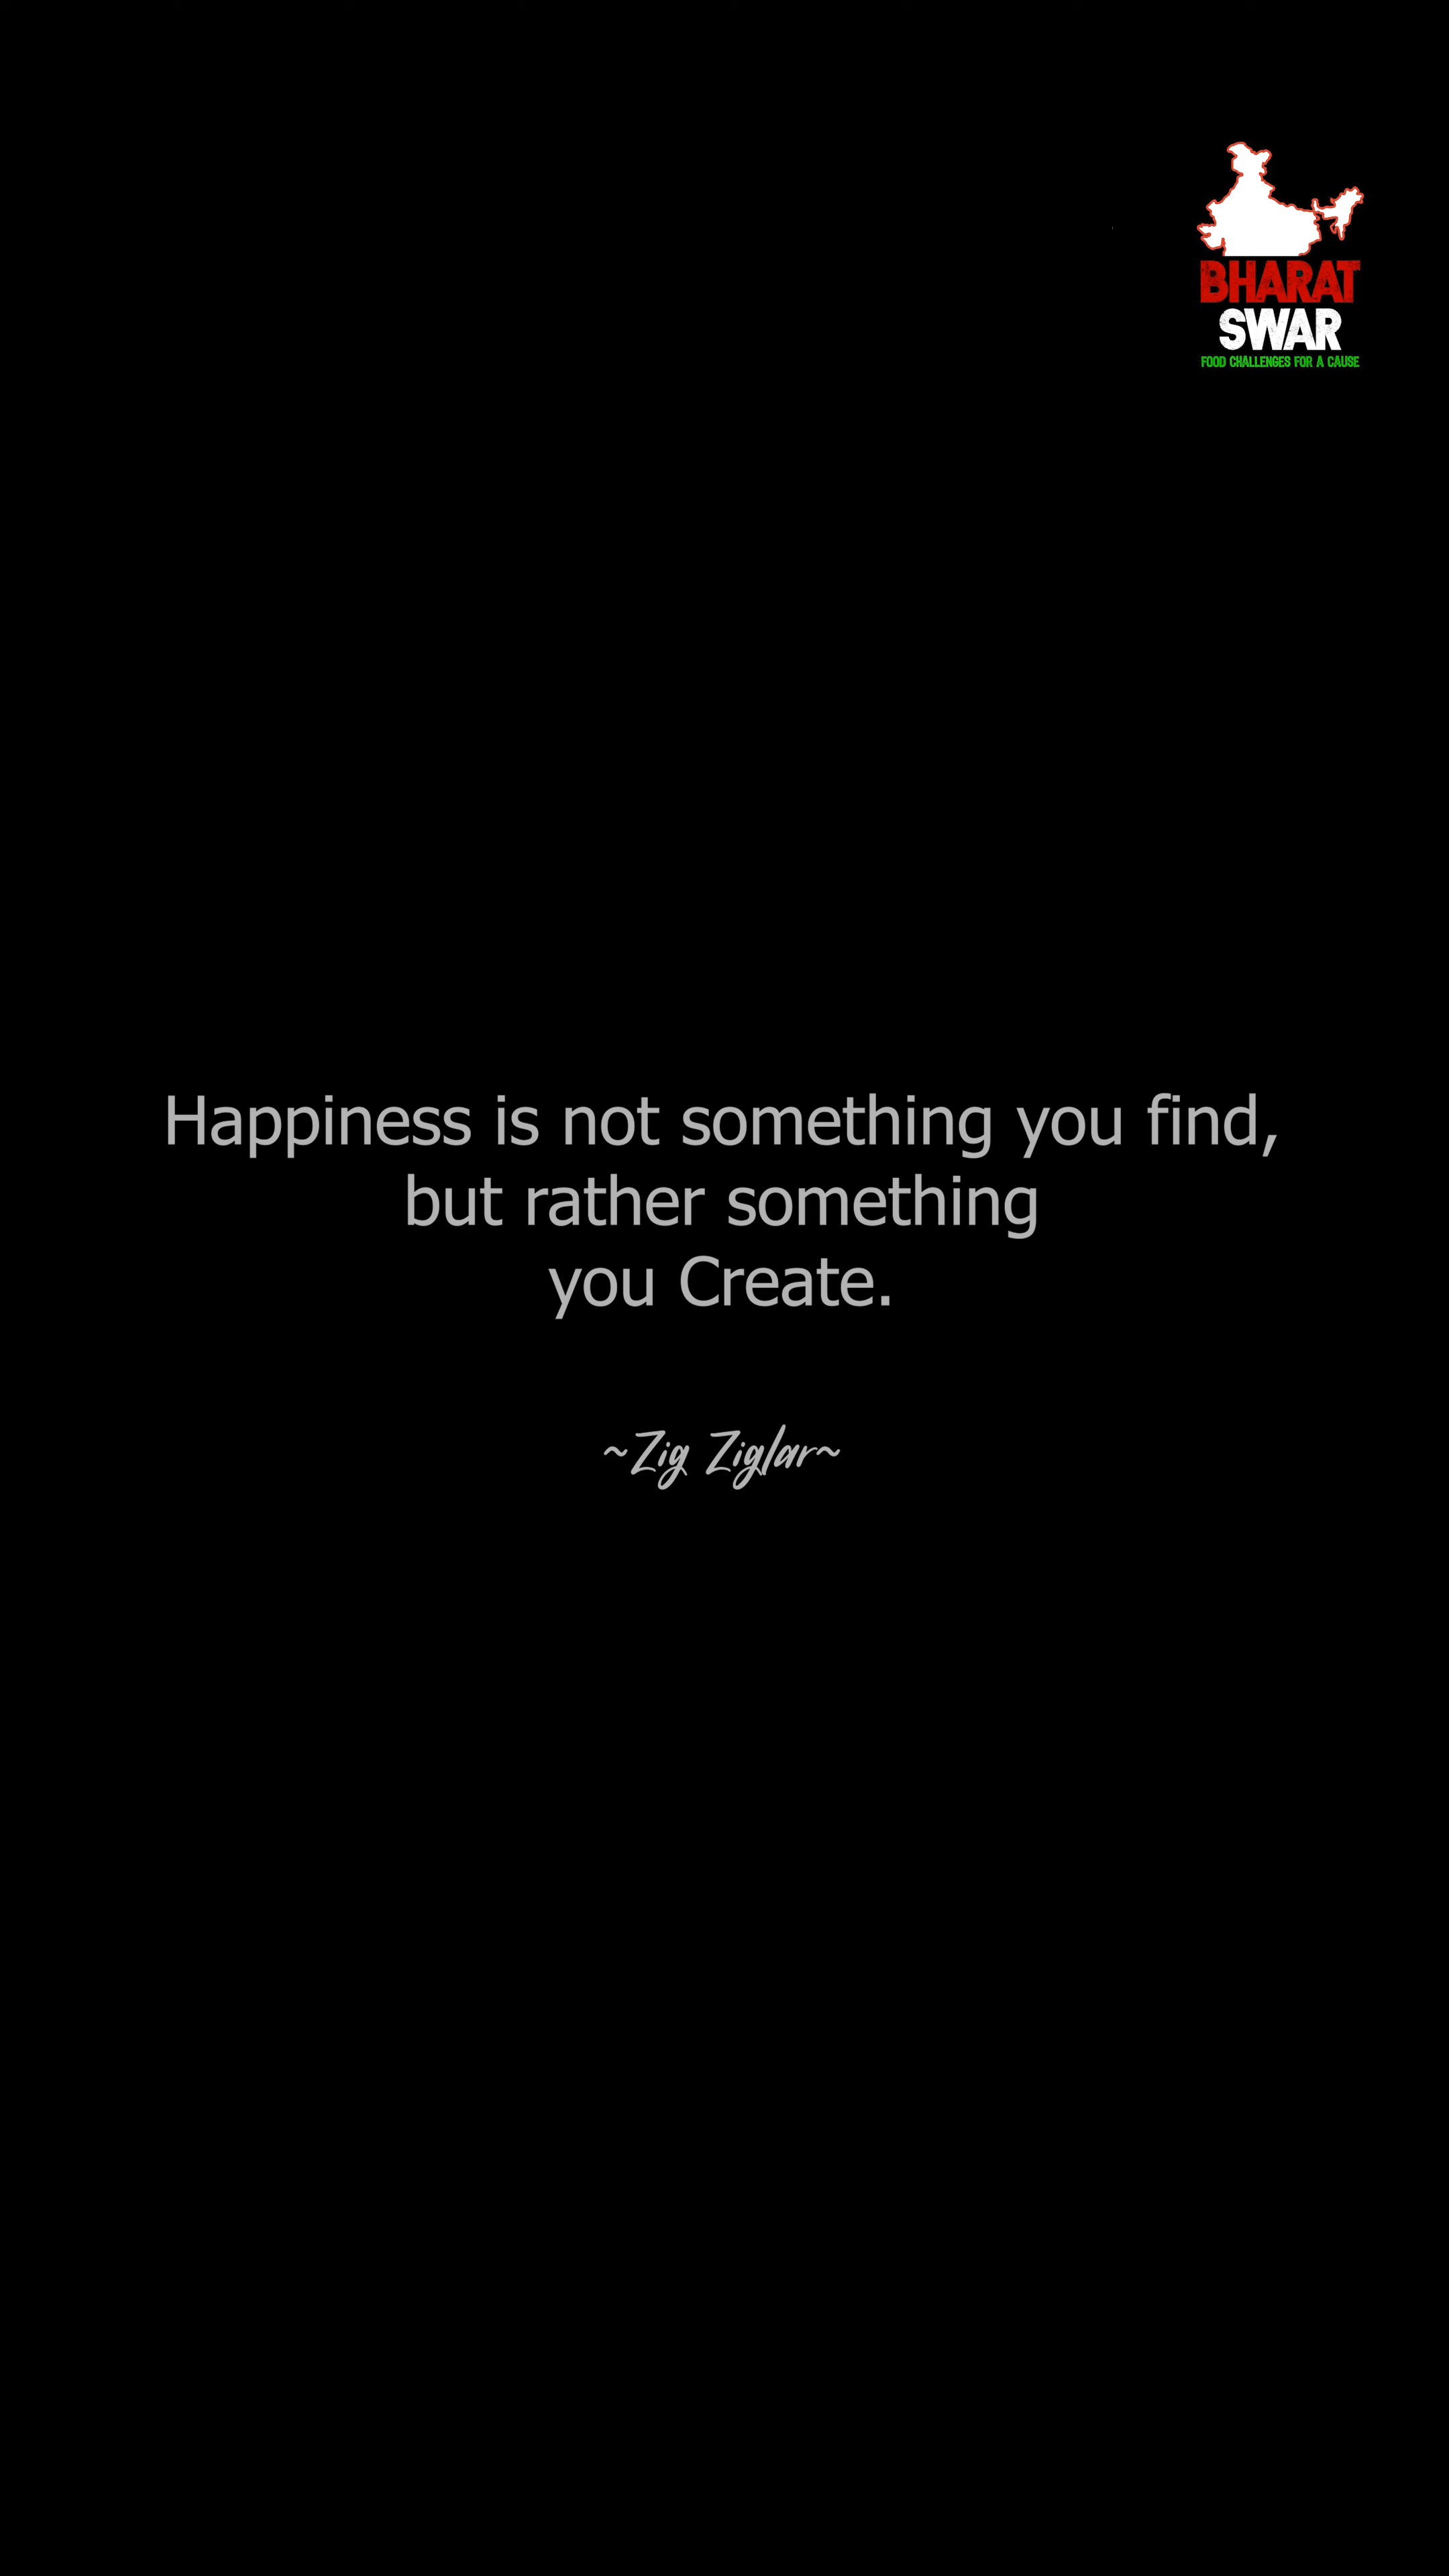 BHARAT
SWAR
FOOD CHALLENGES FOR A CAUSE
Happiness is not something you find,
but rather something
you Create.
~Zig Ziglar~